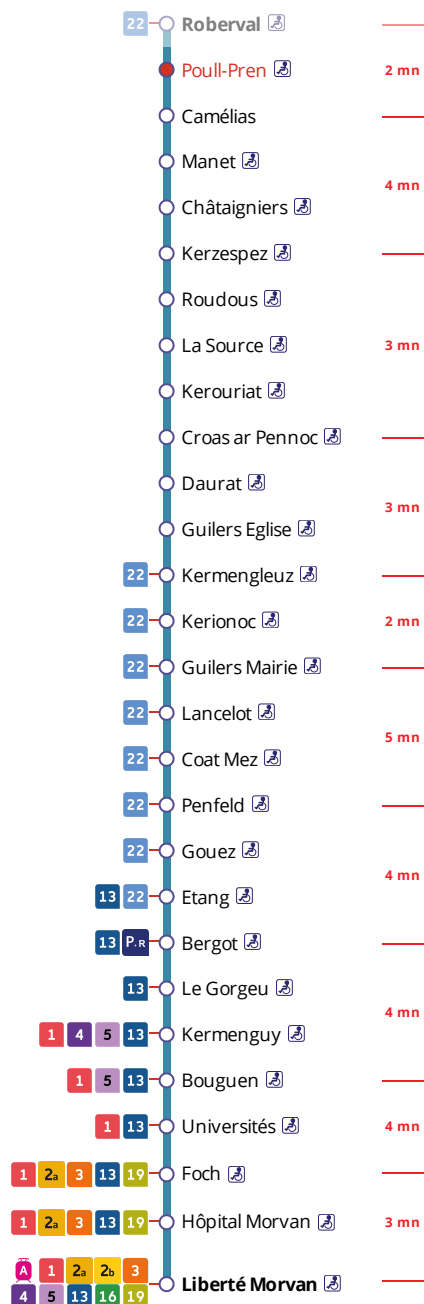 22 Roberval
Poull-Pren 2 mn
Camélias
Manet
4 mn
Châtaigniers
Kerzespez
Roudous
La Source 3 mn
Kerouriat
Croas ar Pennoc
Daurat
3 mn
Guilers Eglise
22 Kermengleuz
22 Kerionoc 2 mn
22 Guilers Mairie
22 Lancelot
5 mn
22 Coat Mez
22 Penfeld
22 Gouez
4 mn
13 22 Etang
13 P+R Bergot
13 Le Gorgeu
4 mn
1 4 5 13 Kermenguy
1 5 13 Bouguen
1 13 Universités 4 mn
1 2a 3 13 19 Foch
1 2a 3 13 19 Hôpital Morvan 3 mn
A 1 2a 2b 3
4 5 13 16 19 Liberté Morvan